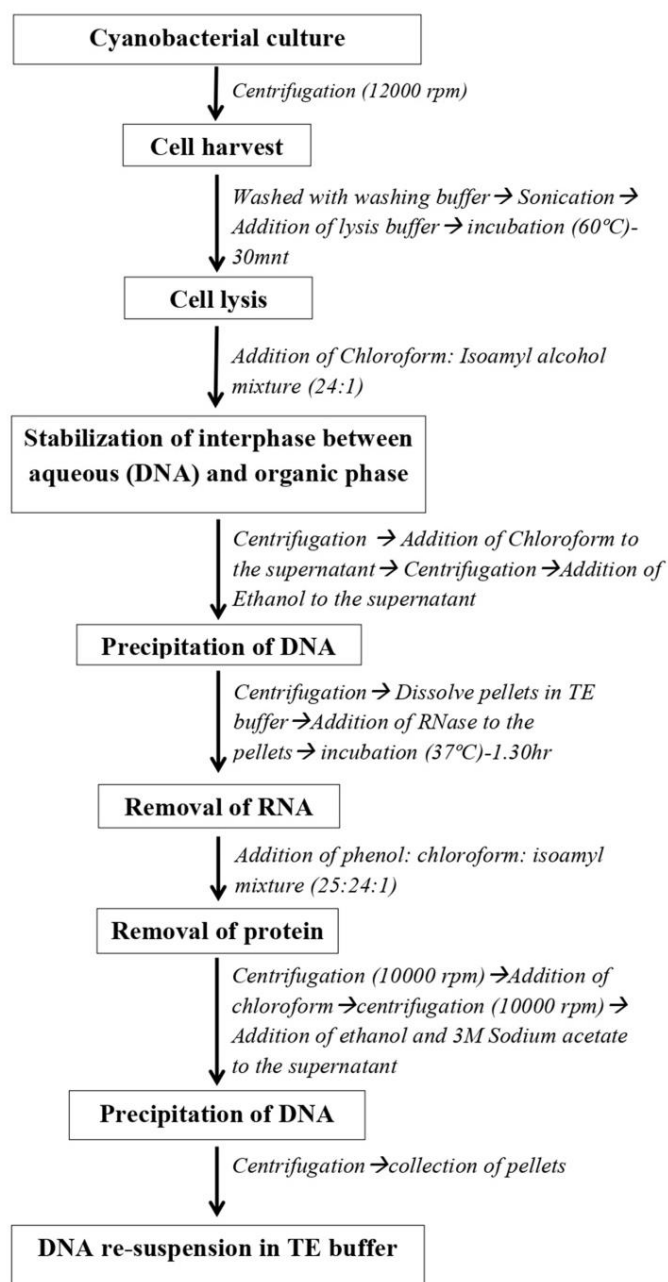 Cyanobacterial culture
Centrifugation (12000 rpm)
Cell harvest
Washed with washing buffer→ Sonication→
Addition of lysis buffer→ incubation (60ºC)-
30mnt
Cell lysis
Addition of Chloroform: Isoamyl alcohol
mixture (24:1)
Stabilization of interphase between
aqueous (DNA) and organic phase
Centrifugation → Addition of Chloroform to
the supernatant→ Centrifugation→Addition of
Ethanol to the supernatant
Precipitation of DNA
Centrifugation→ Dissolve pellets in TE
buffer→Addition of RNase to the
pellets→ incubation (37ºC)-1.30hr
Removal of RNA
Addition of phenol: chloroform: isoamyl
mixture (25:24:1)
Removal of protein
Centrifugation (10000 rpm)→Addition of
chloroform→centrifugation (10000 rpm)→
Addition of ethanol and 3M Sodium acetate
to the supernatant
Precipitation of DNA
Centrifugation→collection of pellets
DNA re-suspension in TE buffer